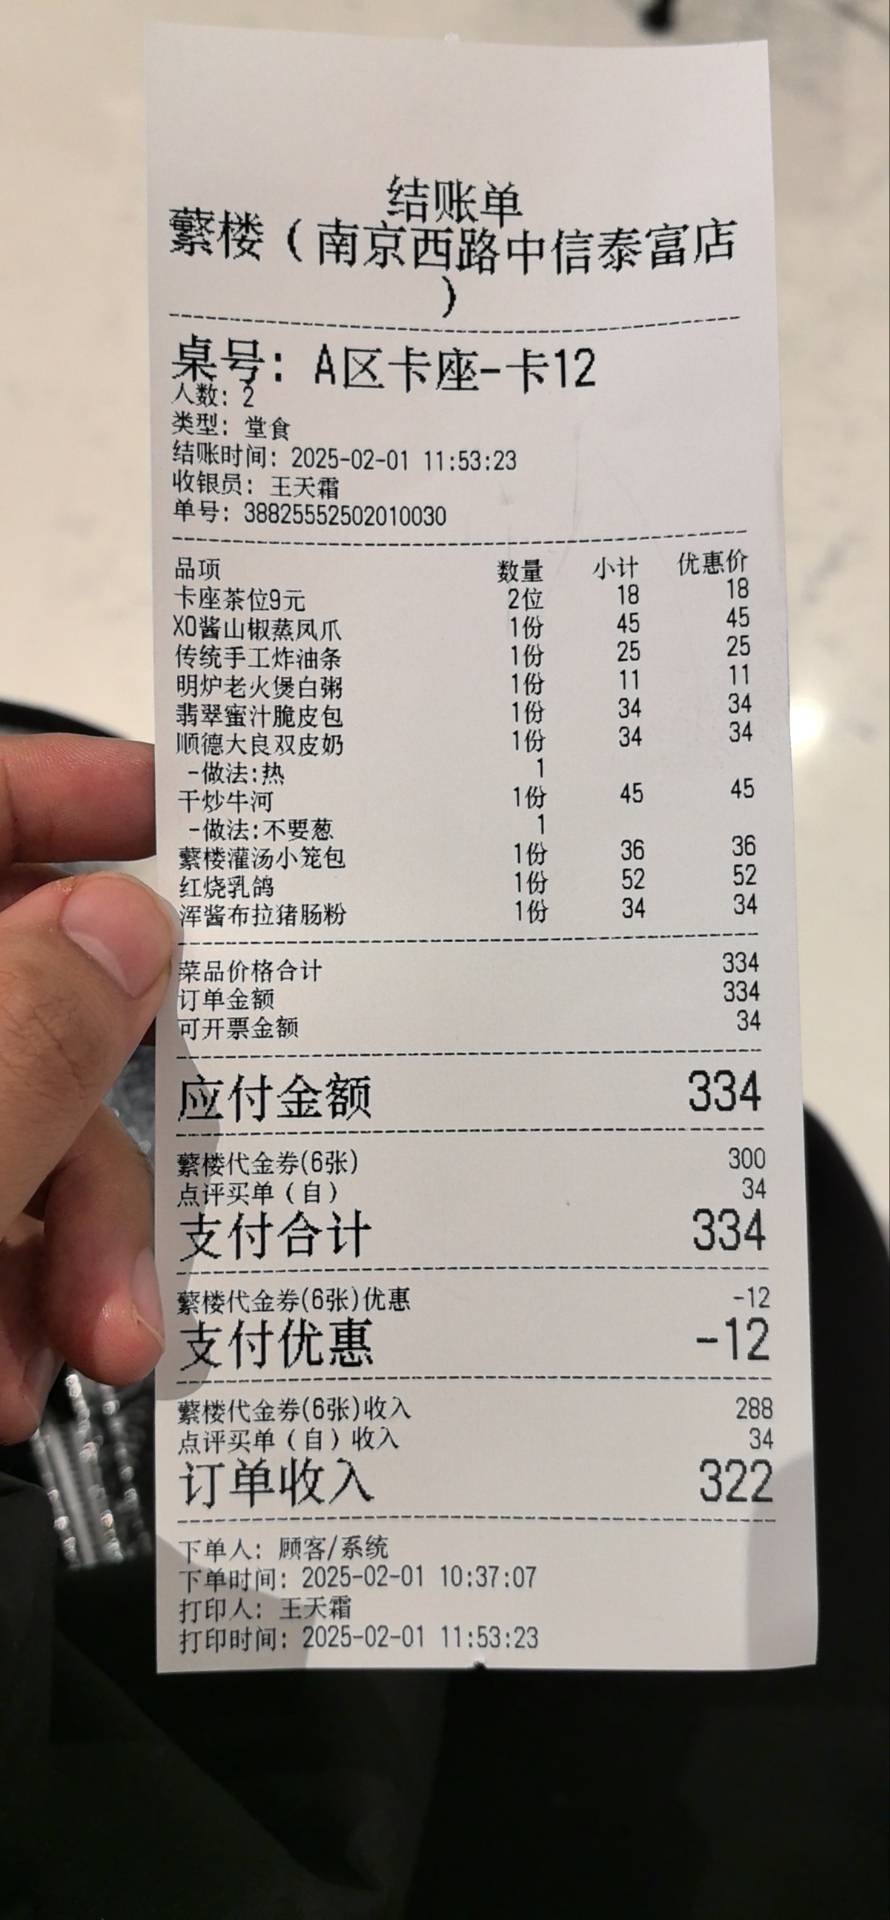 结账单
蘩楼（南京西路中信泰富店
）
桌号: A区卡座-卡12
人数: 2
类型: 堂食
结账时间: 2025-02-01 11:53:23
收银员: 王天霜
单号: 38825552502010030
品项 数量 小计 优惠价
卡座茶位9元 2位 18 18
XO酱山椒蒸凤爪 1份 45 45
传统手工炸油条 1份 25 25
明炉老火煲白粥 1份 11 11
翡翠蜜汁脆皮包 1份 34 34
顺德大良双皮奶 1份 34 34
-做法:热 1
干炒牛河 1份 45 45
-做法:不要葱 1
蘩楼灌汤小笼包 1份 36 36
红烧乳鸽 1份 52 52
浑酱布拉猪肠粉 1份 34 34
菜品价格合计 334
订单金额 334
可开票金额 34
应付金额 334
蘩楼代金券(6张) 300
点评买单（自） 34
支付合计 334
蘩楼代金券(6张)优惠 -12
支付优惠 -12
蘩楼代金券(6张)收入 288
点评买单（自）收入 34
订单收入 322
下单人: 顾客/系统
下单时间: 2025-02-01 10:37:07
打印人: 王天霜
打印时间: 2025-02-01 11:53:23